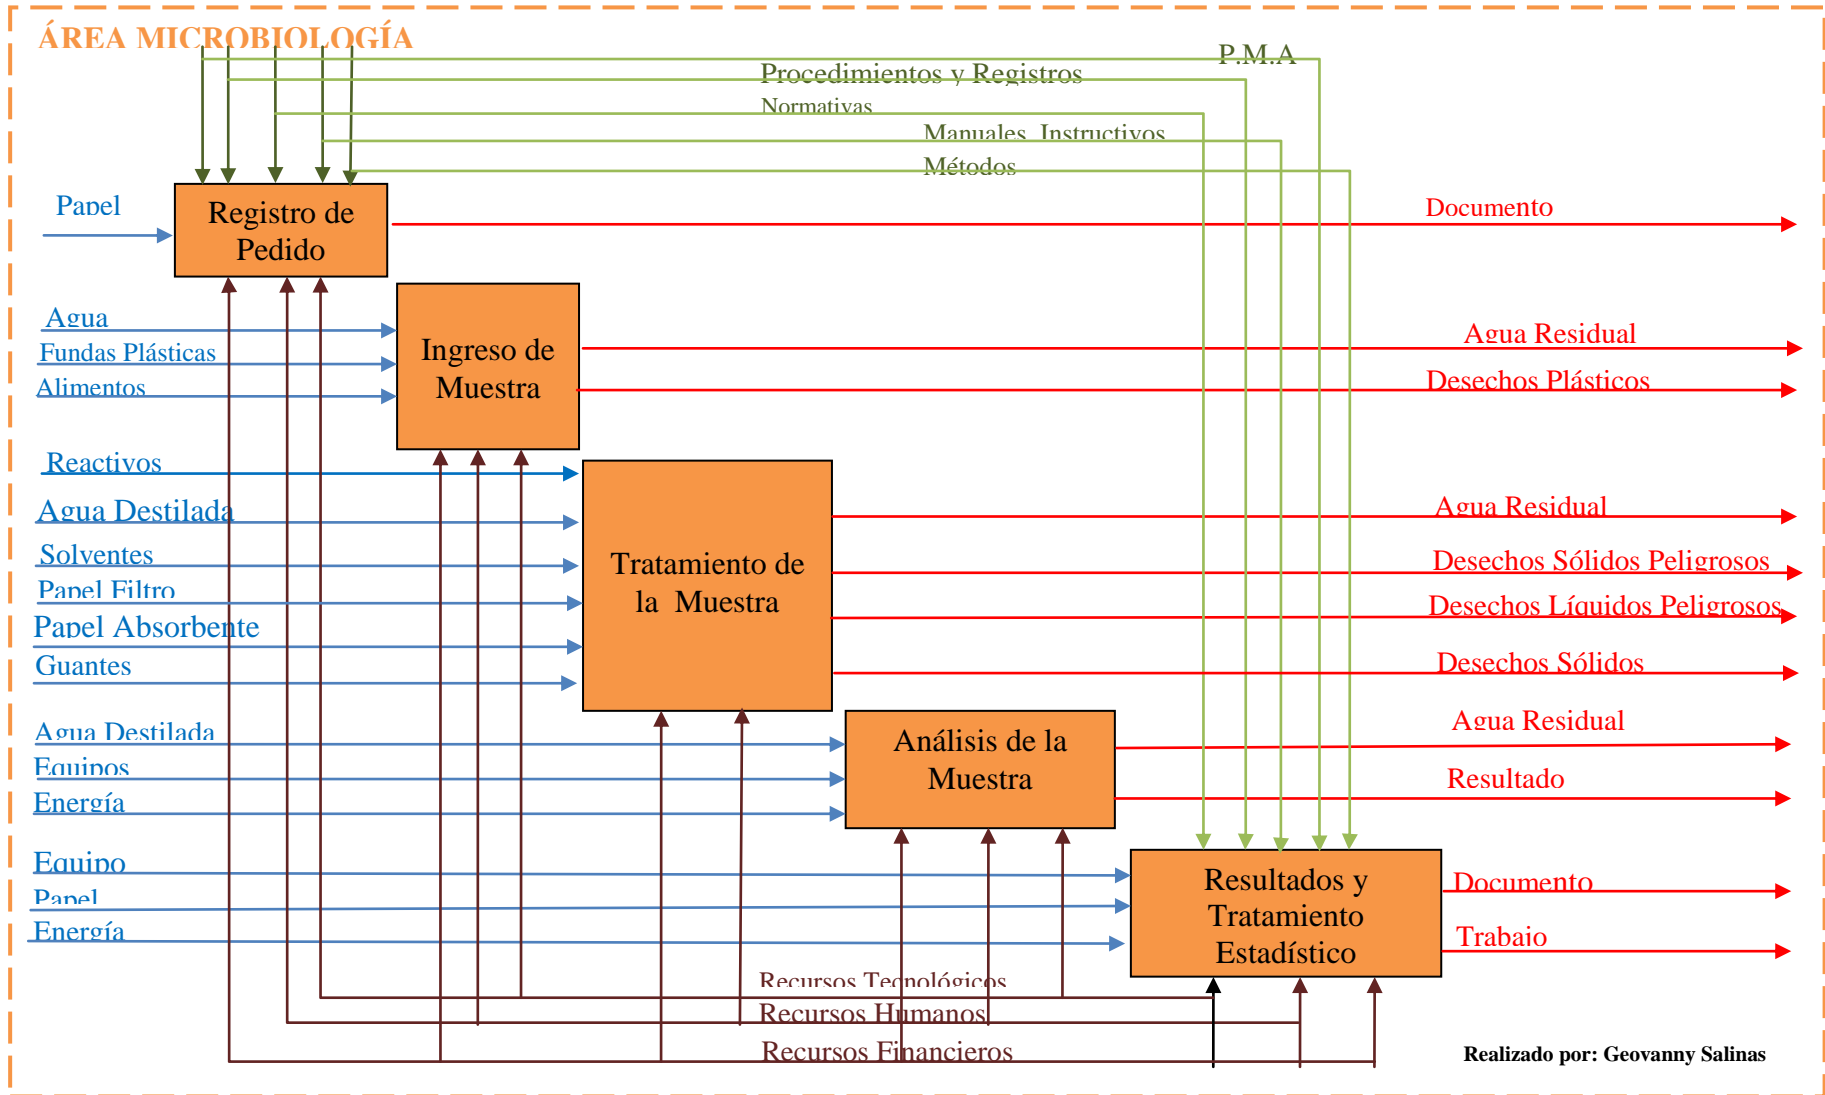 ÁREA MICROBIOLOGÍA
P.M.A
Procedimientos y Registros
Normativas
Manuales Instructivos
Métodos
Papel
Registro de
Pedido
Documento
Agua
Fundas Plásticas
Alimentos
Ingreso de
Muestra
Agua Residual
Desechos Plásticos
Reactivos
Agua Destilada
Solventes
Papel Filtro
Papel Absorbente
Guantes
Tratamiento de
la Muestra
Agua Residual
Desechos Sólidos Peligrosos
Desechos Líquidos Peligrosos
Desechos Sólidos
Agua Destilada
Equipos
Energía
Análisis de la
Muestra
Agua Residual
Resultado
Equipo
Papel
Energía
Resultados y
Tratamiento
Estadístico
Documento
Trabajo
Recursos Tecnológicos
Recursos Humanos
Recursos Financieros
Realizado por: Geovanny Salinas